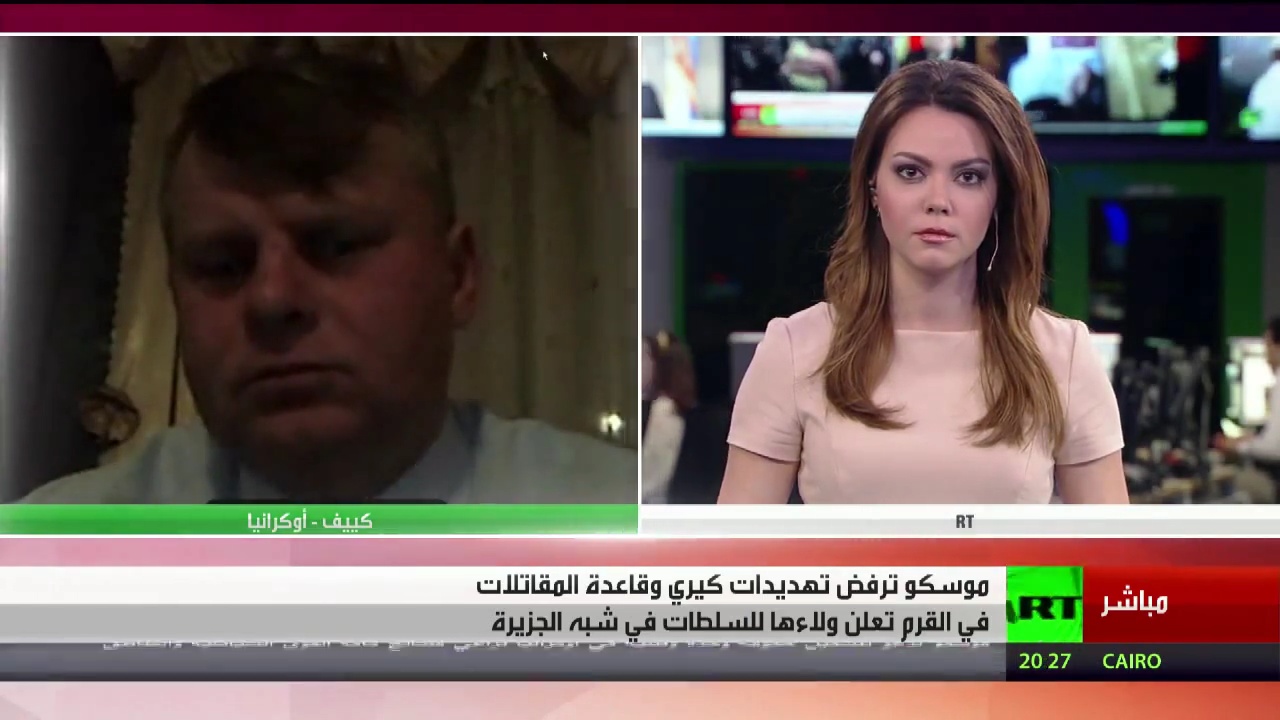 كييف - أوكرانيا
RT
موسكو ترفض تهديدات كيري وقاعدة المقاتلات
في القرم تعلن ولاءها للسلطات في شبه الجزيرة
RT
مباشر
20 27 CAIRO